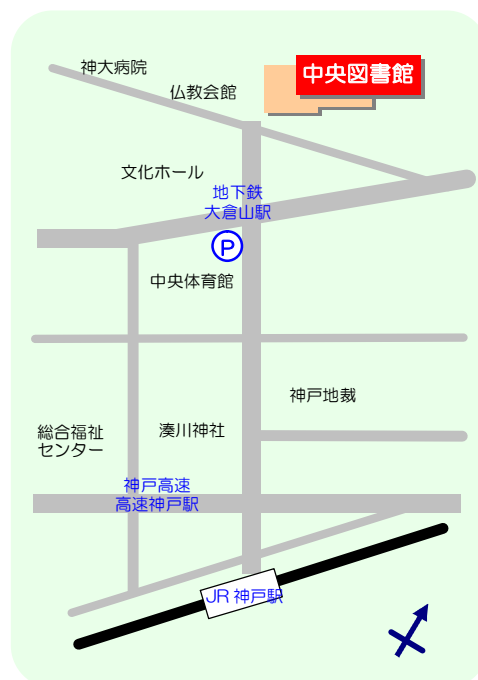 神大病院
中央図書館
仏教会館
文化ホール
地下鉄
大倉山駅
P
中央体育館
神戸地裁
総合福祉
センター
湊川神社
神戸高速
高速神戸駅
JR 神戸駅